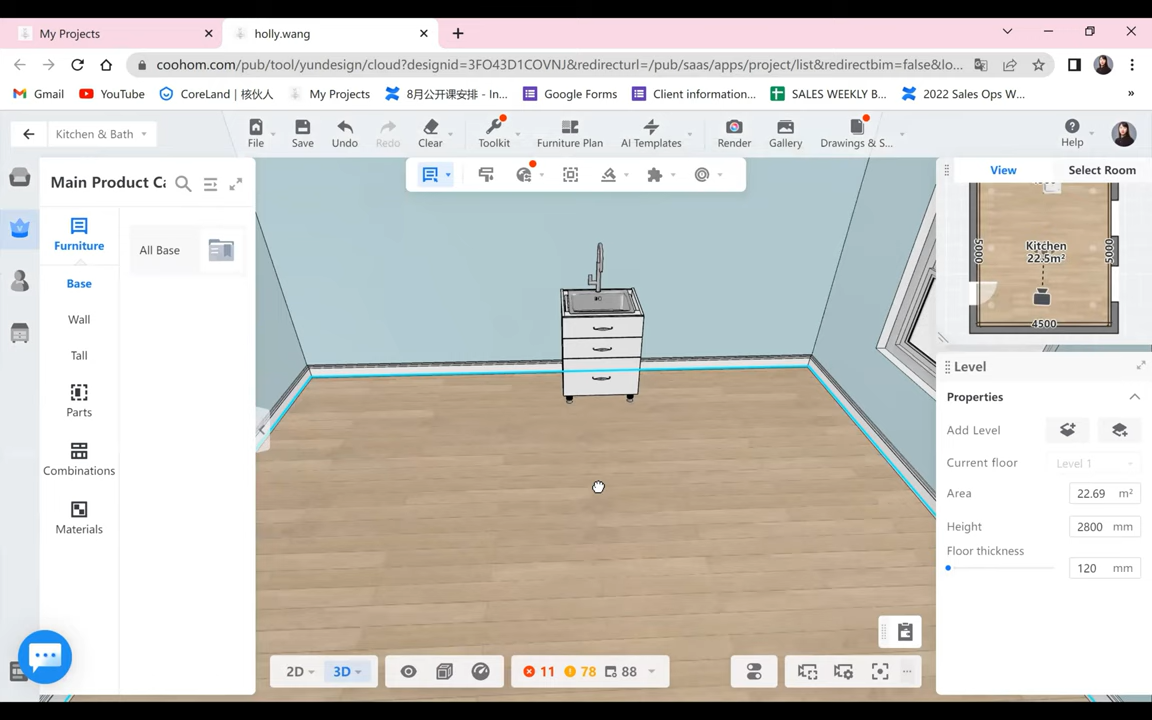 My Projects
holly.wang
coohom.com/pub/tool/yundesign/cloud?designid=3FO43D1COVNJ&redirecturl=/pub/saas/apps/project/list&redirectbim=false&lo...
Gmail
YouTube
CoreLand | 核伙人
My Projects
8月公开课安排 - In...
Google Forms
Client information...
SALES WEEKLY B...
2022 Sales Ops W...
»
Kitchen & Bath
File
Save
Undo
Redo
Clear
Toolkit
Furniture Plan
AI Templates
Render
Gallery
Drawings & S...
Help
Main Product Ca
Furniture
Base
Wall
Tall
Parts
Combinations
Materials
All Base
View
Select Room
5000
Kitchen
22.5m²
5000
4500
Level
Properties
Add Level
Current floor
Level 1
Area
22.69 m²
Height
2800 mm
Floor thickness
120 mm
2D
3D
11
78
88